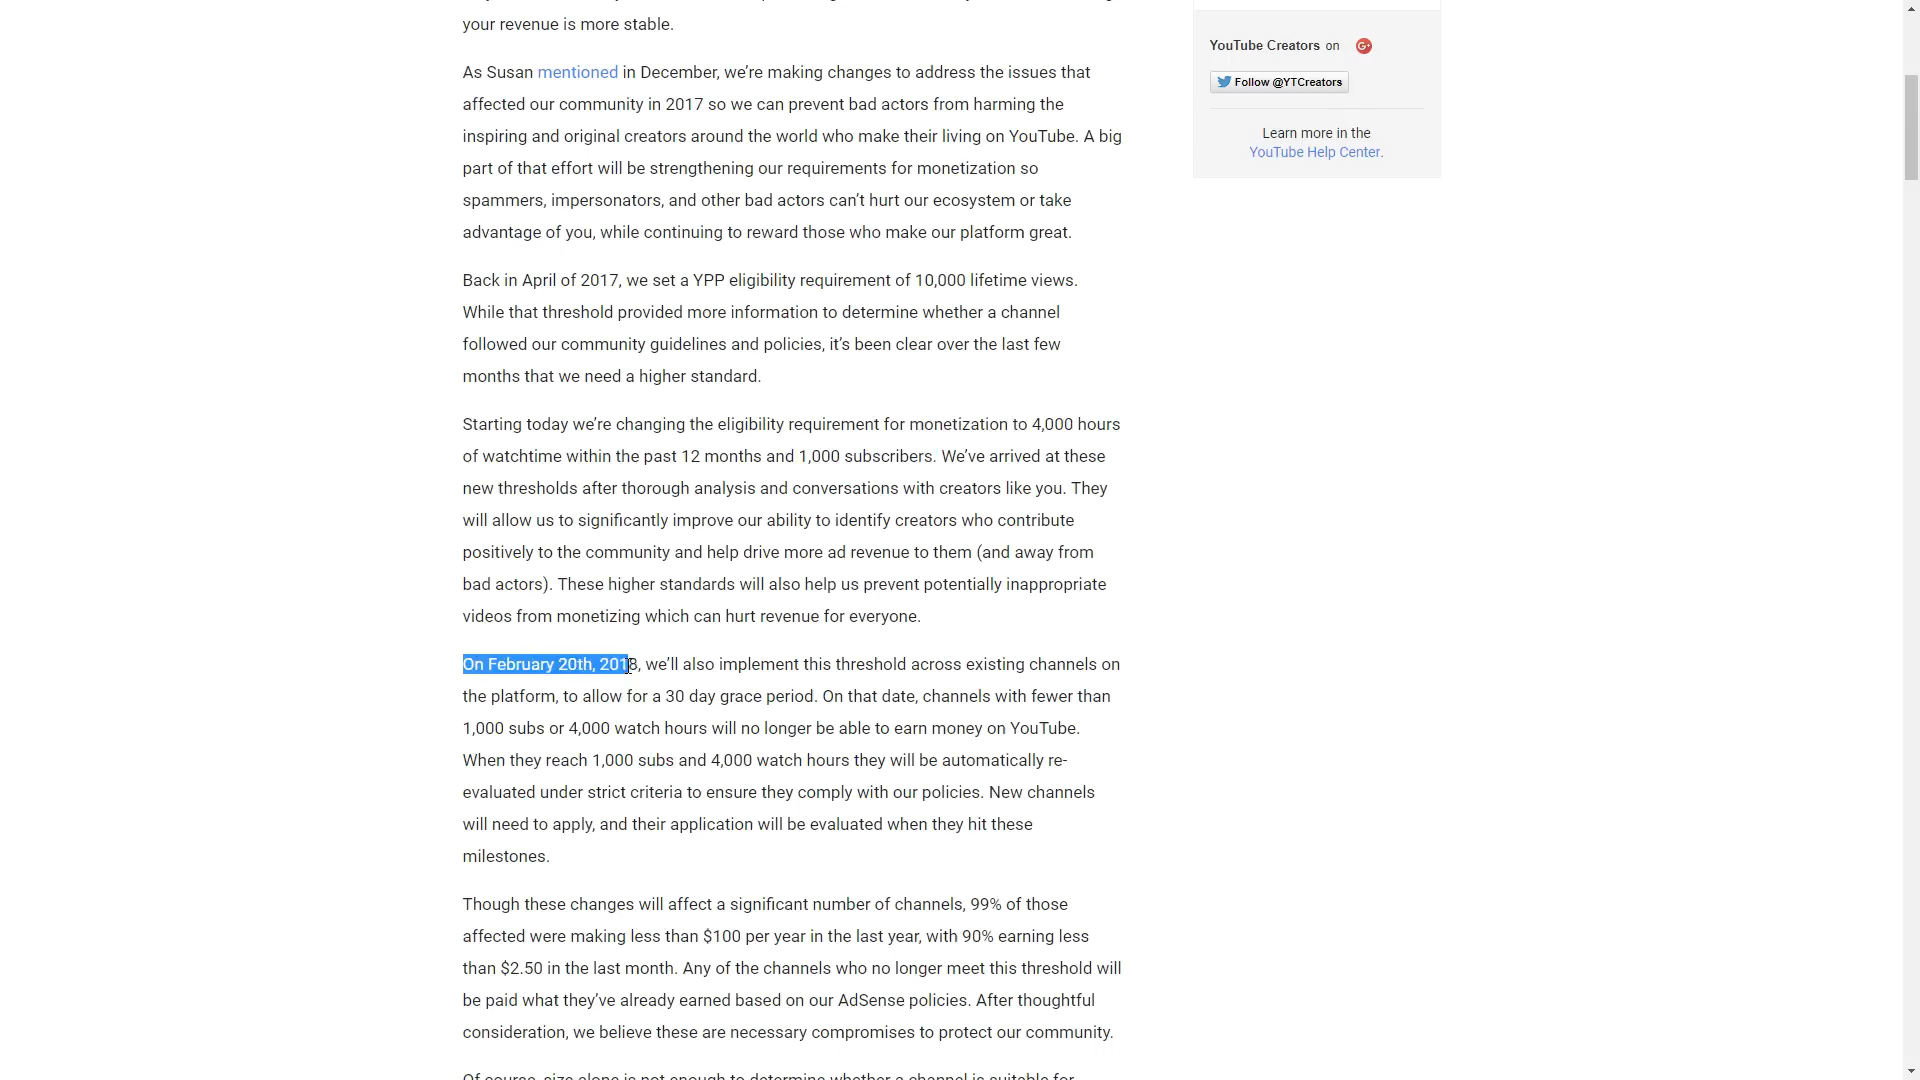 your revenue is more stable.
As Susan mentioned in December, we’re making changes to address the issues that
affected our community in 2017 so we can prevent bad actors from harming the
inspiring and original creators around the world who make their living on YouTube. A big
part of that effort will be strengthening our requirements for monetization so
spammers, impersonators, and other bad actors can’t hurt our ecosystem or take
advantage of you, while continuing to reward those who make our platform great.
Back in April of 2017, we set a YPP eligibility requirement of 10,000 lifetime views.
While that threshold provided more information to determine whether a channel
followed our community guidelines and policies, it’s been clear over the last few
months that we need a higher standard.
Starting today we’re changing the eligibility requirement for monetization to 4,000 hours
of watchtime within the past 12 months and 1,000 subscribers. We’ve arrived at these
new thresholds after thorough analysis and conversations with creators like you. They
will allow us to significantly improve our ability to identify creators who contribute
positively to the community and help drive more ad revenue to them (and away from
bad actors). These higher standards will also help us prevent potentially inappropriate
videos from monetizing which can hurt revenue for everyone.
On February 20th, 2018, we’ll also implement this threshold across existing channels on
the platform, to allow for a 30 day grace period. On that date, channels with fewer than
1,000 subs or 4,000 watch hours will no longer be able to earn money on YouTube.
When they reach 1,000 subs and 4,000 watch hours they will be automatically re-
evaluated under strict criteria to ensure they comply with our policies. New channels
will need to apply, and their application will be evaluated when they hit these
milestones.
Though these changes will affect a significant number of channels, 99% of those
affected were making less than $100 per year in the last year, with 90% earning less
than $2.50 in the last month. Any of the channels who no longer meet this threshold will
be paid what they’ve already earned based on our AdSense policies. After thoughtful
consideration, we believe these are necessary compromises to protect our community.
Of course, size alone is not enough to determine whether a channel is suitable for
YouTube Creators on G+
Follow @YTCreators
Learn more in the
YouTube Help Center.